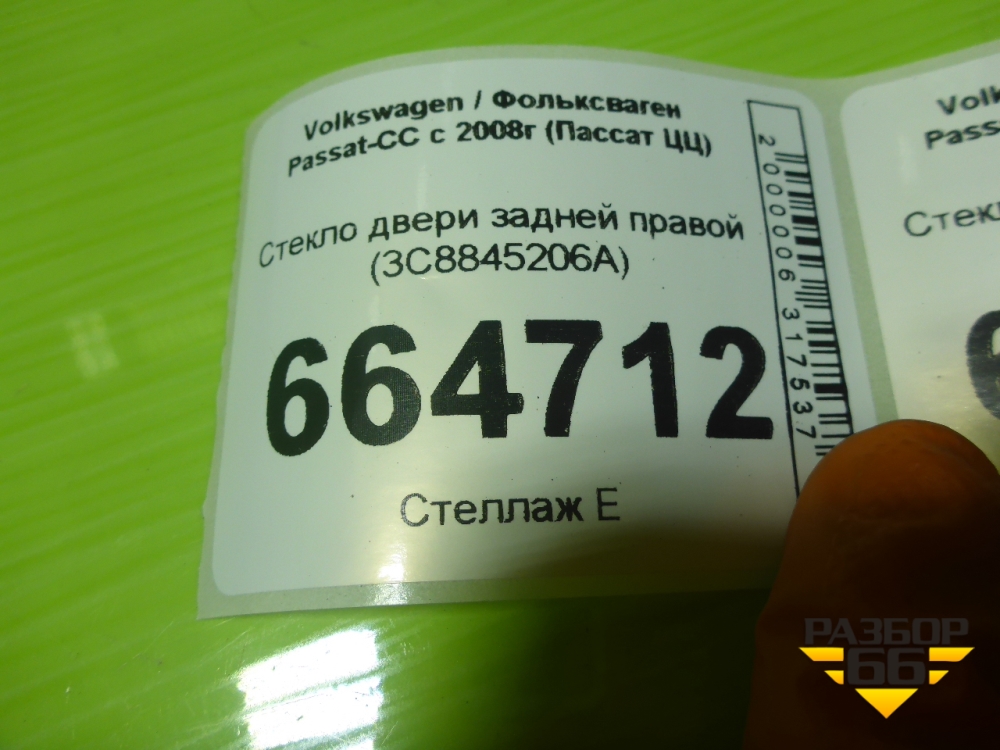 Volkswagen / Фольксваген
Passat-CC с 2008г (Пассат ЦЦ)
Стекло двери задней правой
(3C8845206A)
664712
Стеллаж Е
2000006317537
РАЗБОР
66